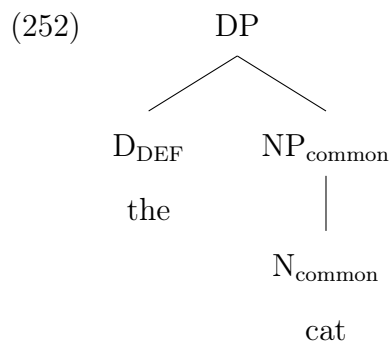 (252) DP
D_DEF NP_common
the
N_common
cat